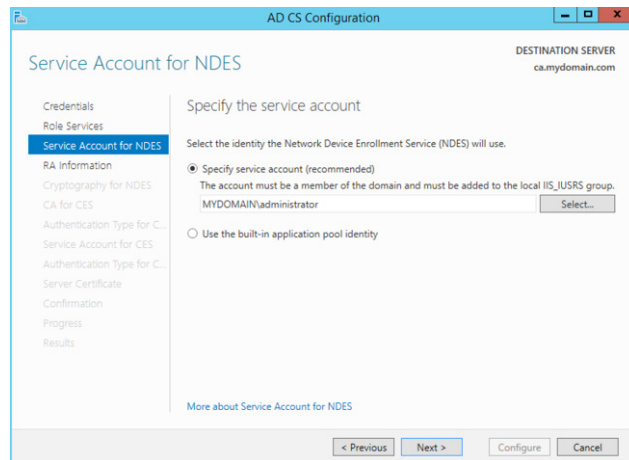 AD CS Configuration
Service Account for NDES
DESTINATION SERVER
ca.mydomain.com
Credentials
Role Services
Service Account for NDES
RA Information
Cryptography for NDES
CA for CES
Authentication Type for C...
Service Account for CES
Authentication Type for C...
Server Certificate
Confirmation
Progress
Results
Specify the service account
Select the identity the Network Device Enrollment Service (NDES) will use.
Specify service account (recommended)
The account must be a member of the domain and must be added to the local IIS_IUSRS group.
MYDOMAIN\administrator
Select...
Use the built-in application pool identity
More about Service Account for NDES
< Previous
Next >
Configure
Cancel